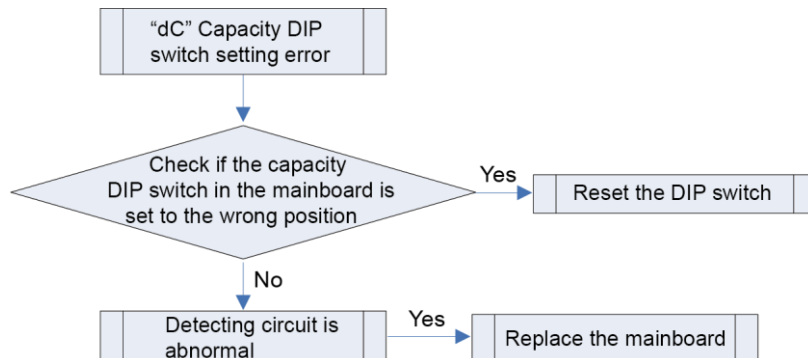 “dC” Capacity DIP
switch setting error
Check if the capacity
DIP switch in the mainboard is
set to the wrong position
Yes
Reset the DIP switch
No
Detecting circuit is
abnormal
Yes
Replace the mainboard